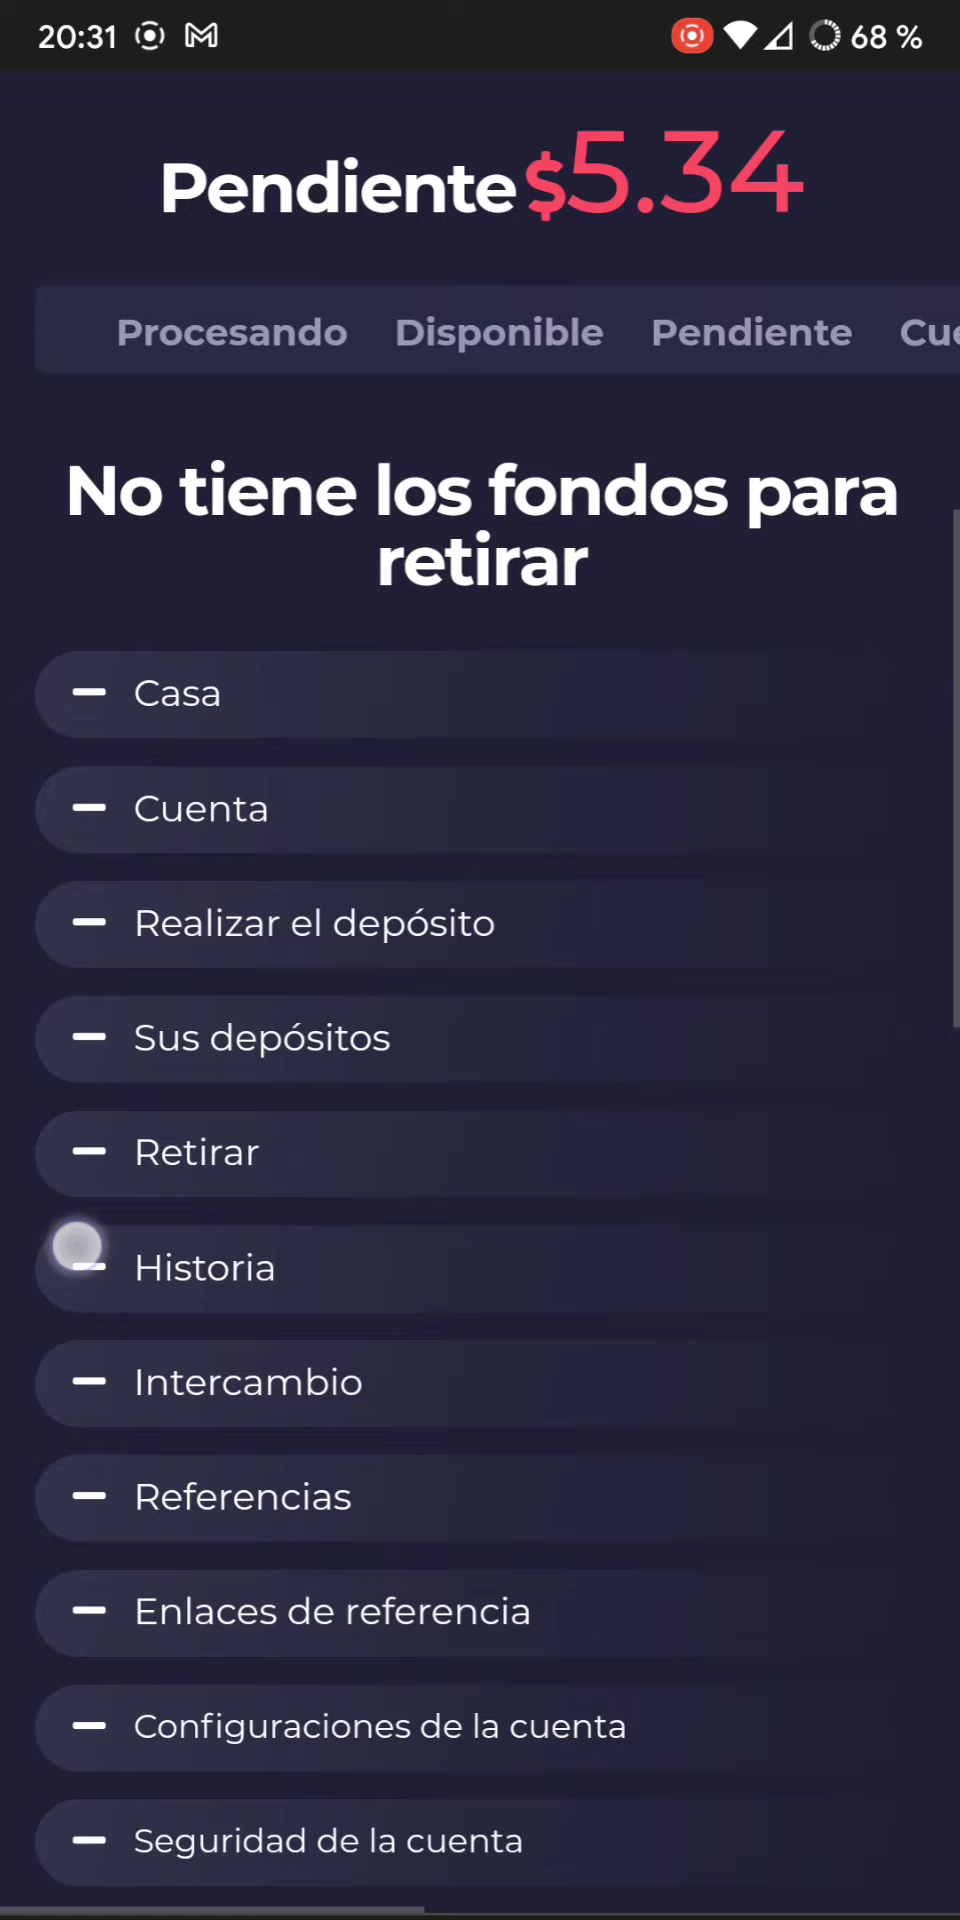 20:31 68 %
Pendiente $5.34
Procesando Disponible Pendiente
No tiene los fondos para
retirar
Casa
Cuenta
Realizar el depósito
Sus depósitos
Retirar
Historia
Intercambio
Referencias
Enlaces de referencia
Configuraciones de la cuenta
Seguridad de la cuenta